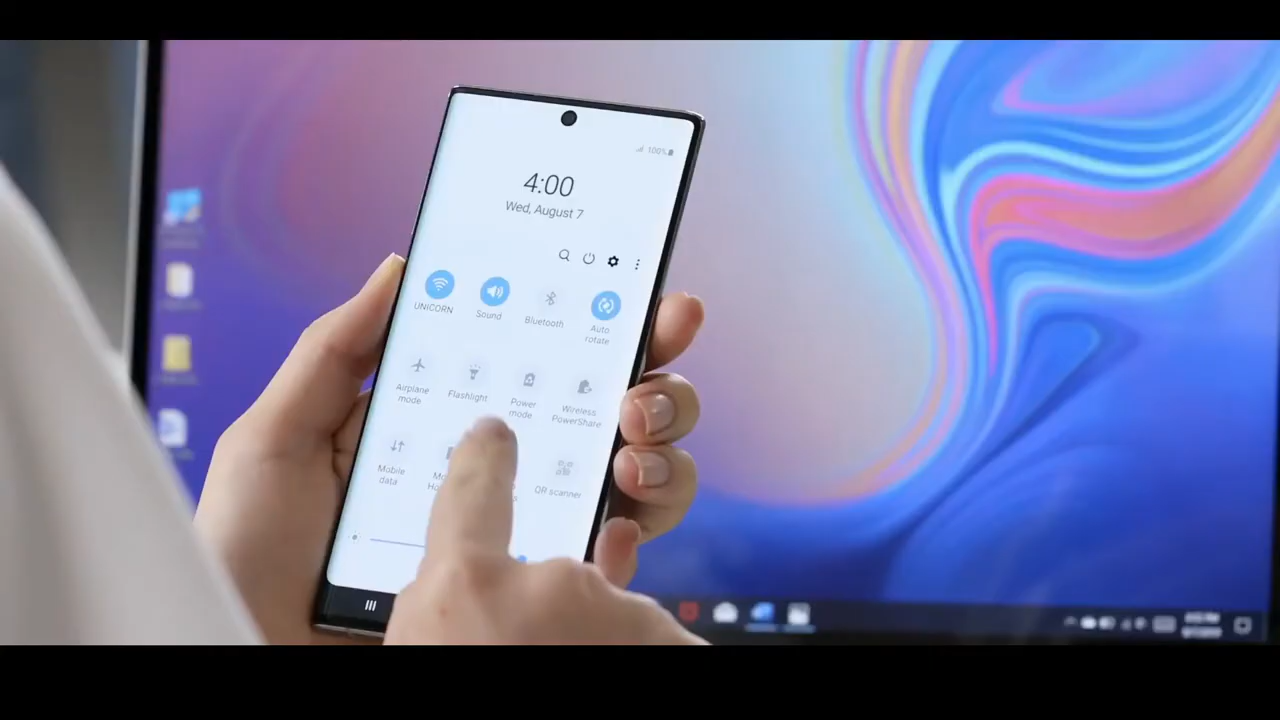 100%
4:00
Wed, August 7
UNICORN
Sound
Bluetooth
Auto
rotate
Airplane
mode
Flashlight
Power
mode
Wireless
PowerShare
Mobile
data
QR scanner